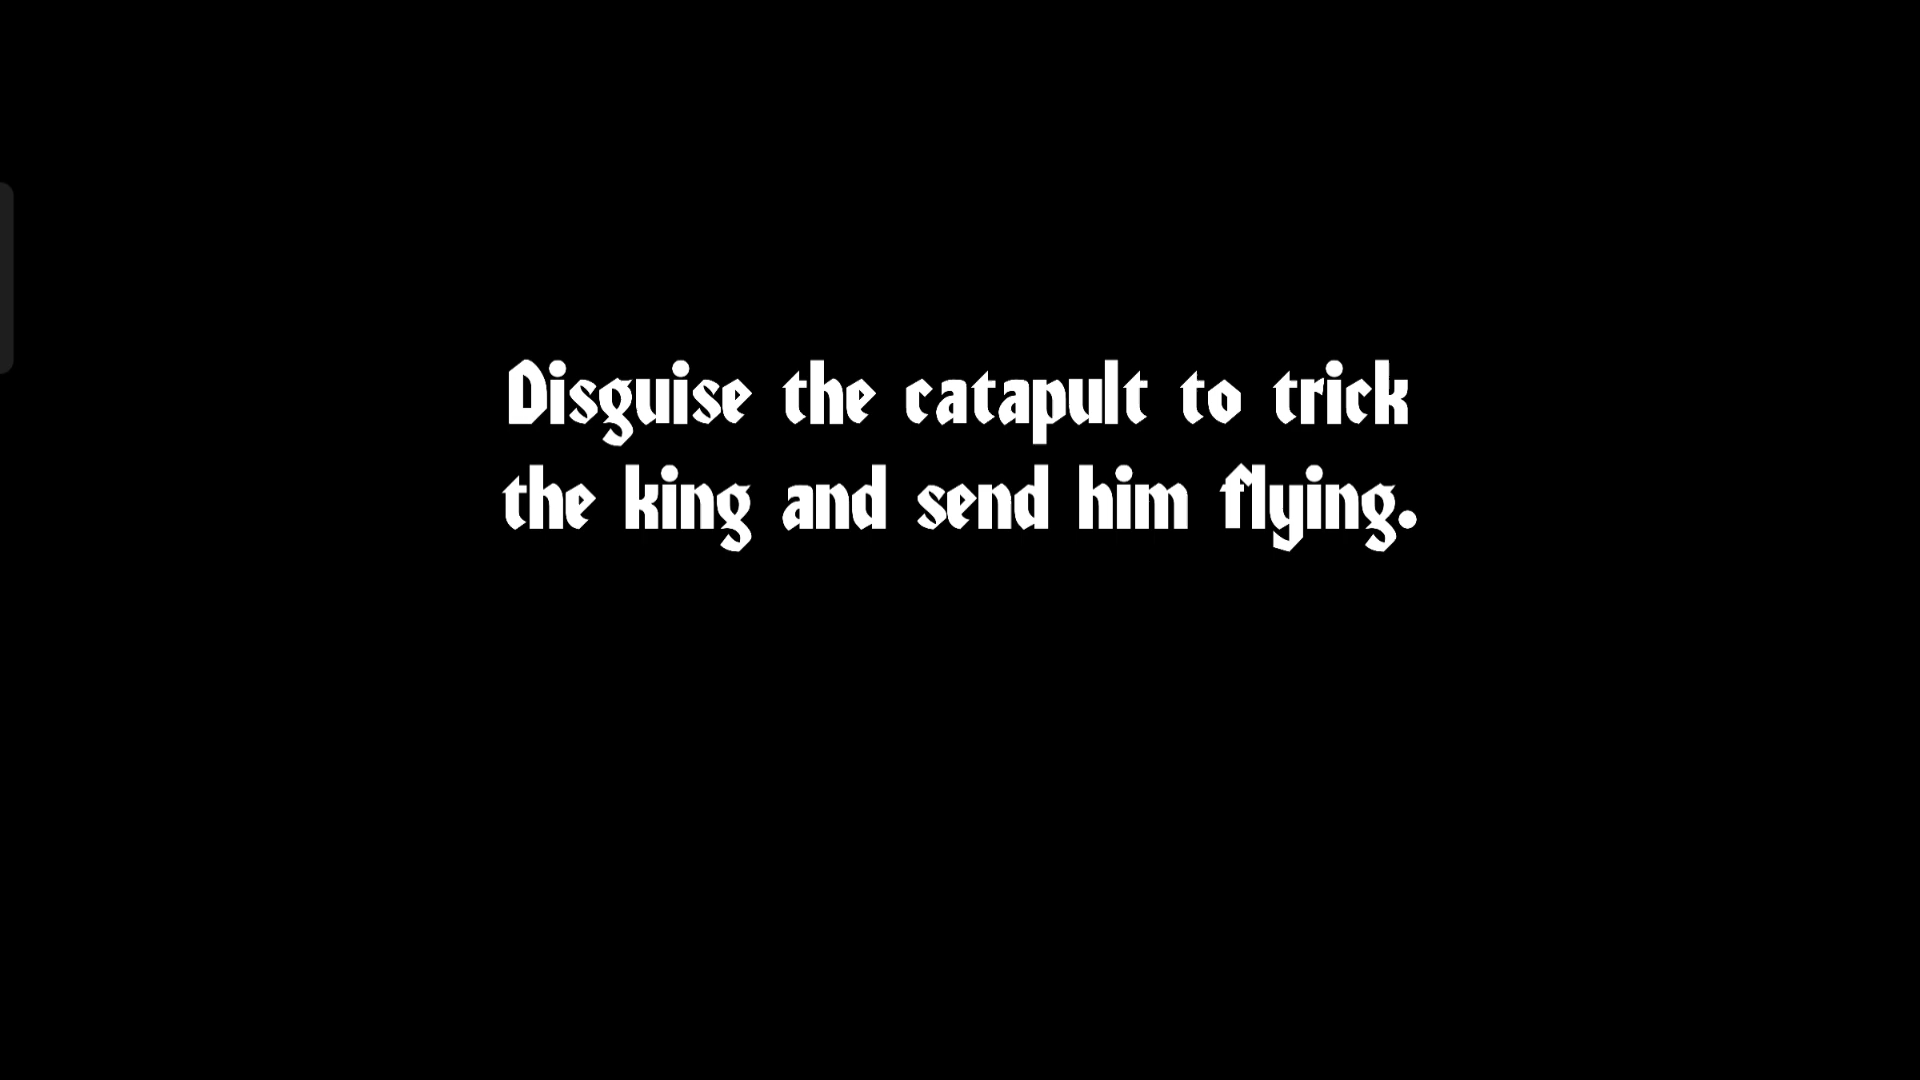 Disguise the catapult to trick
the king and send him flying.